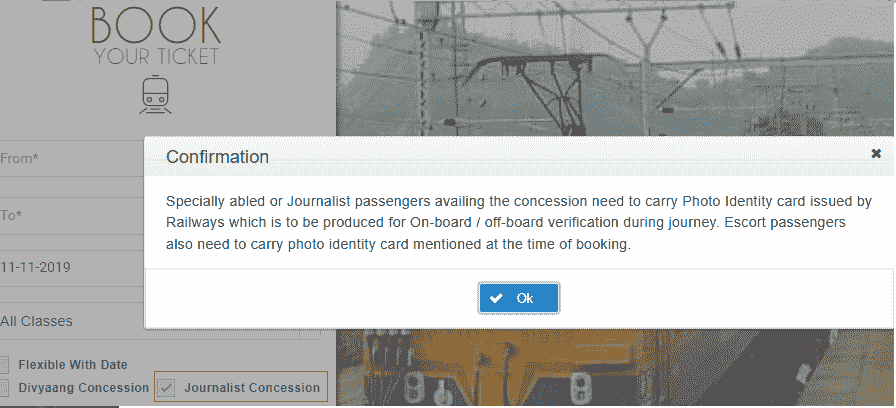 BOOK
YOUR TICKET
From*
To*
11-11-2019
All Classes
Flexible With Date
Divyaang Concession
Journalist Concession
Confirmation
Specially abled or Journalist passengers availing the concession need to carry Photo Identity card issued by
Railways which is to be produced for On-board / off-board verification during journey. Escort passengers
also need to carry photo identity card mentioned at the time of booking.
Ok